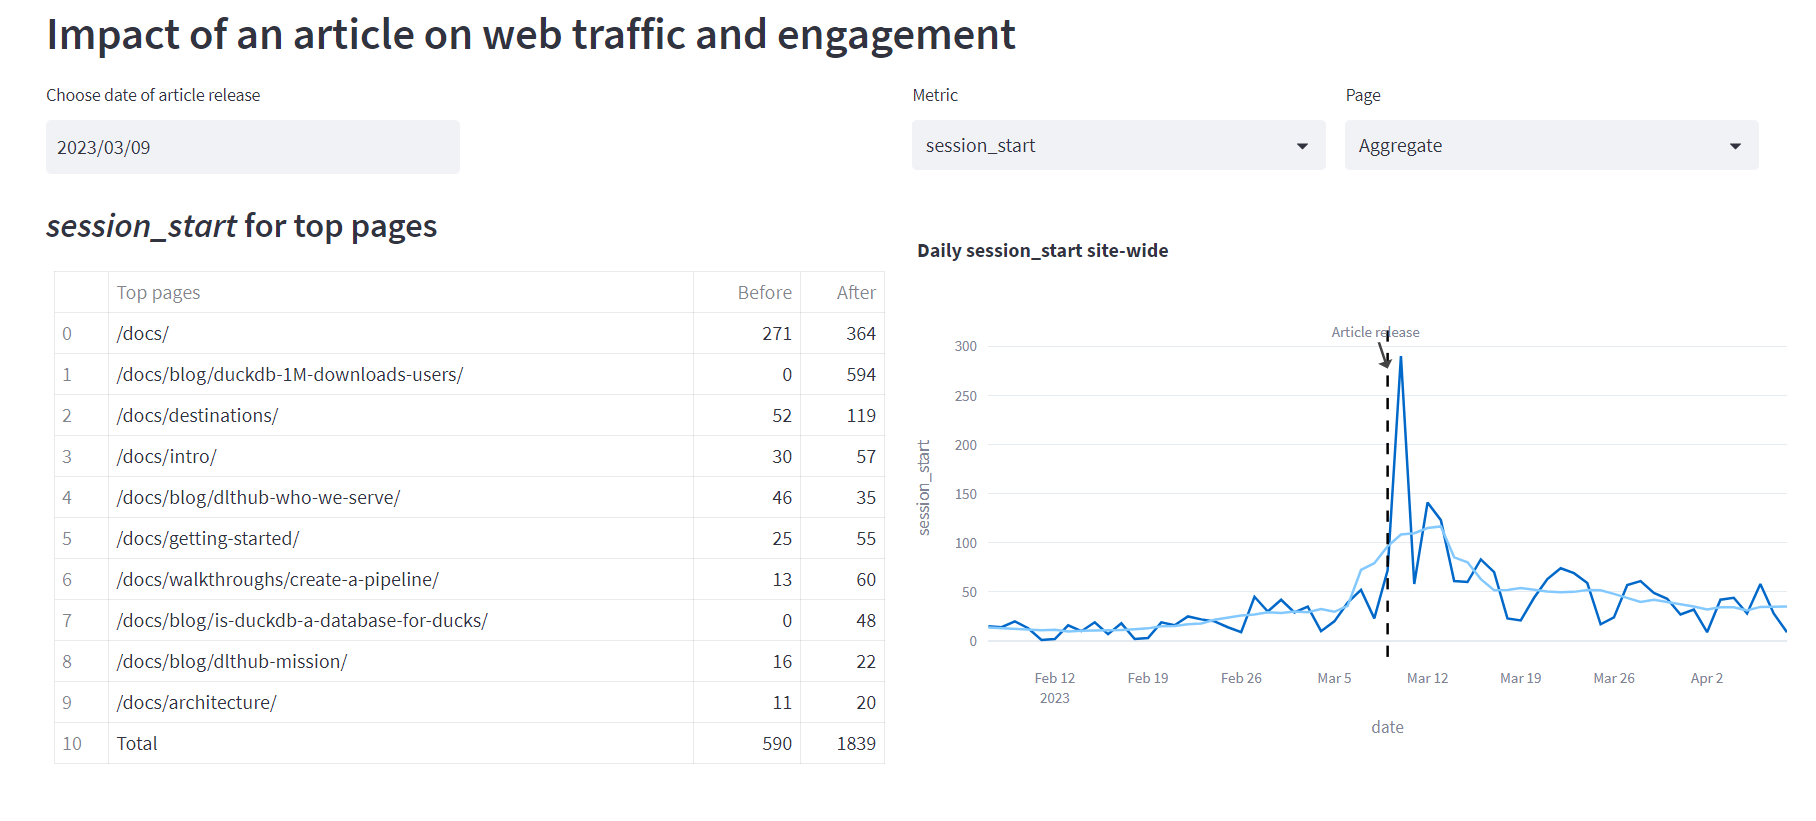 Impact of an article on web traffic and engagement
Choose date of article release
Metric
Page
2023/03/09
session_start
Aggregate
session_start for top pages
Top pages Before After
0 /docs/ 271 364
1 /docs/blog/duckdb-1M-downloads-users/ 0 594
2 /docs/destinations/ 52 119
3 /docs/intro/ 30 57
4 /docs/blog/dlthub-who-we-serve/ 46 35
5 /docs/getting-started/ 25 55
6 /docs/walkthroughs/create-a-pipeline/ 13 60
7 /docs/blog/is-duckdb-a-database-for-ducks/ 0 48
8 /docs/blog/dlthub-mission/ 16 22
9 /docs/architecture/ 11 20
10 Total 590 1839
Daily session_start site-wide
Article release
300
250
200
150
100
50
0
session_start
Feb 12 Feb 19 Feb 26 Mar 5 Mar 12 Mar 19 Mar 26 Apr 2
2023
date